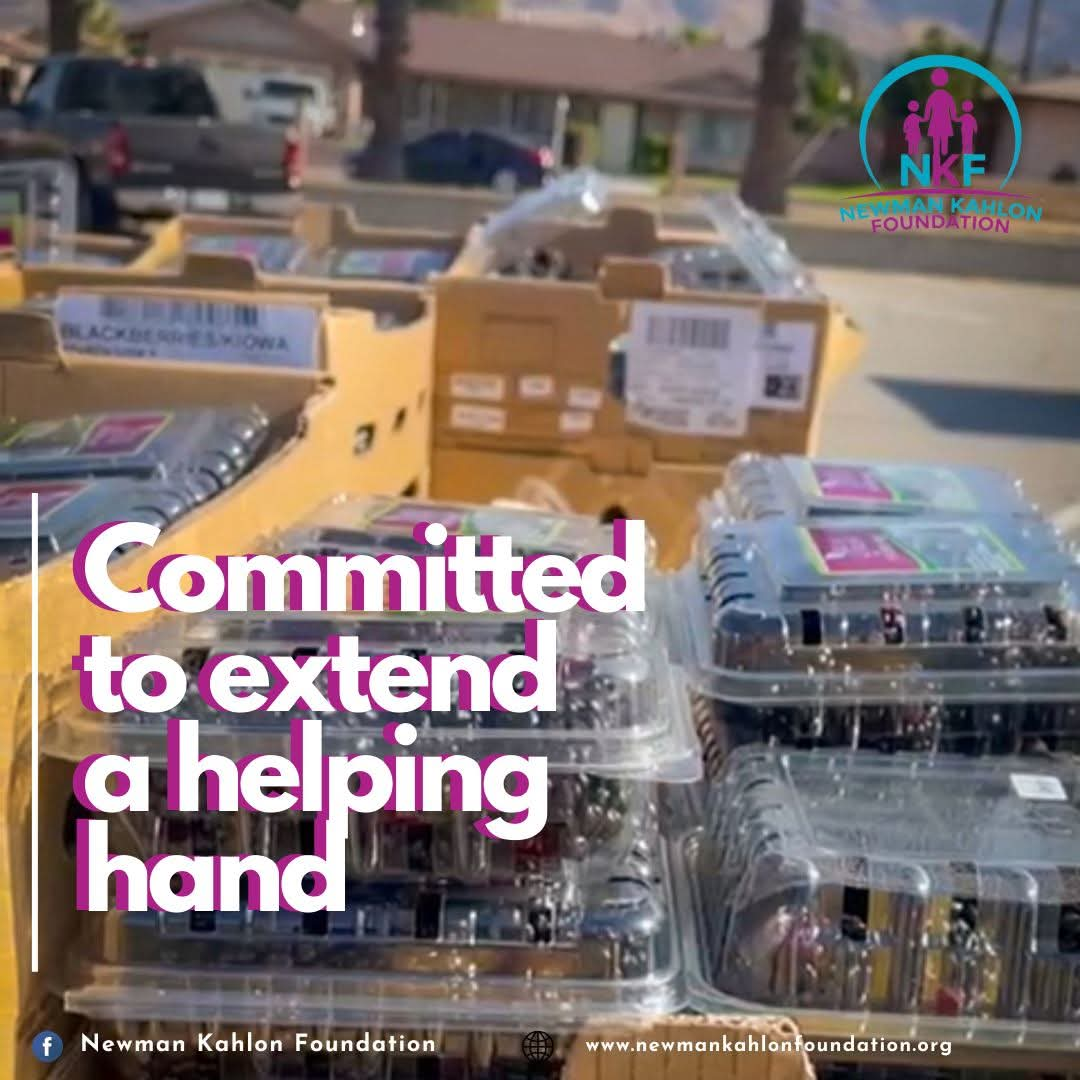 NKF
NEWMAN KAHLON
FOUNDATION
BLACKBERRIES/KIOWA
Committed
to extend
a helping
hand
f Newman Kahlon Foundation
www.newmankahlonfoundation.org